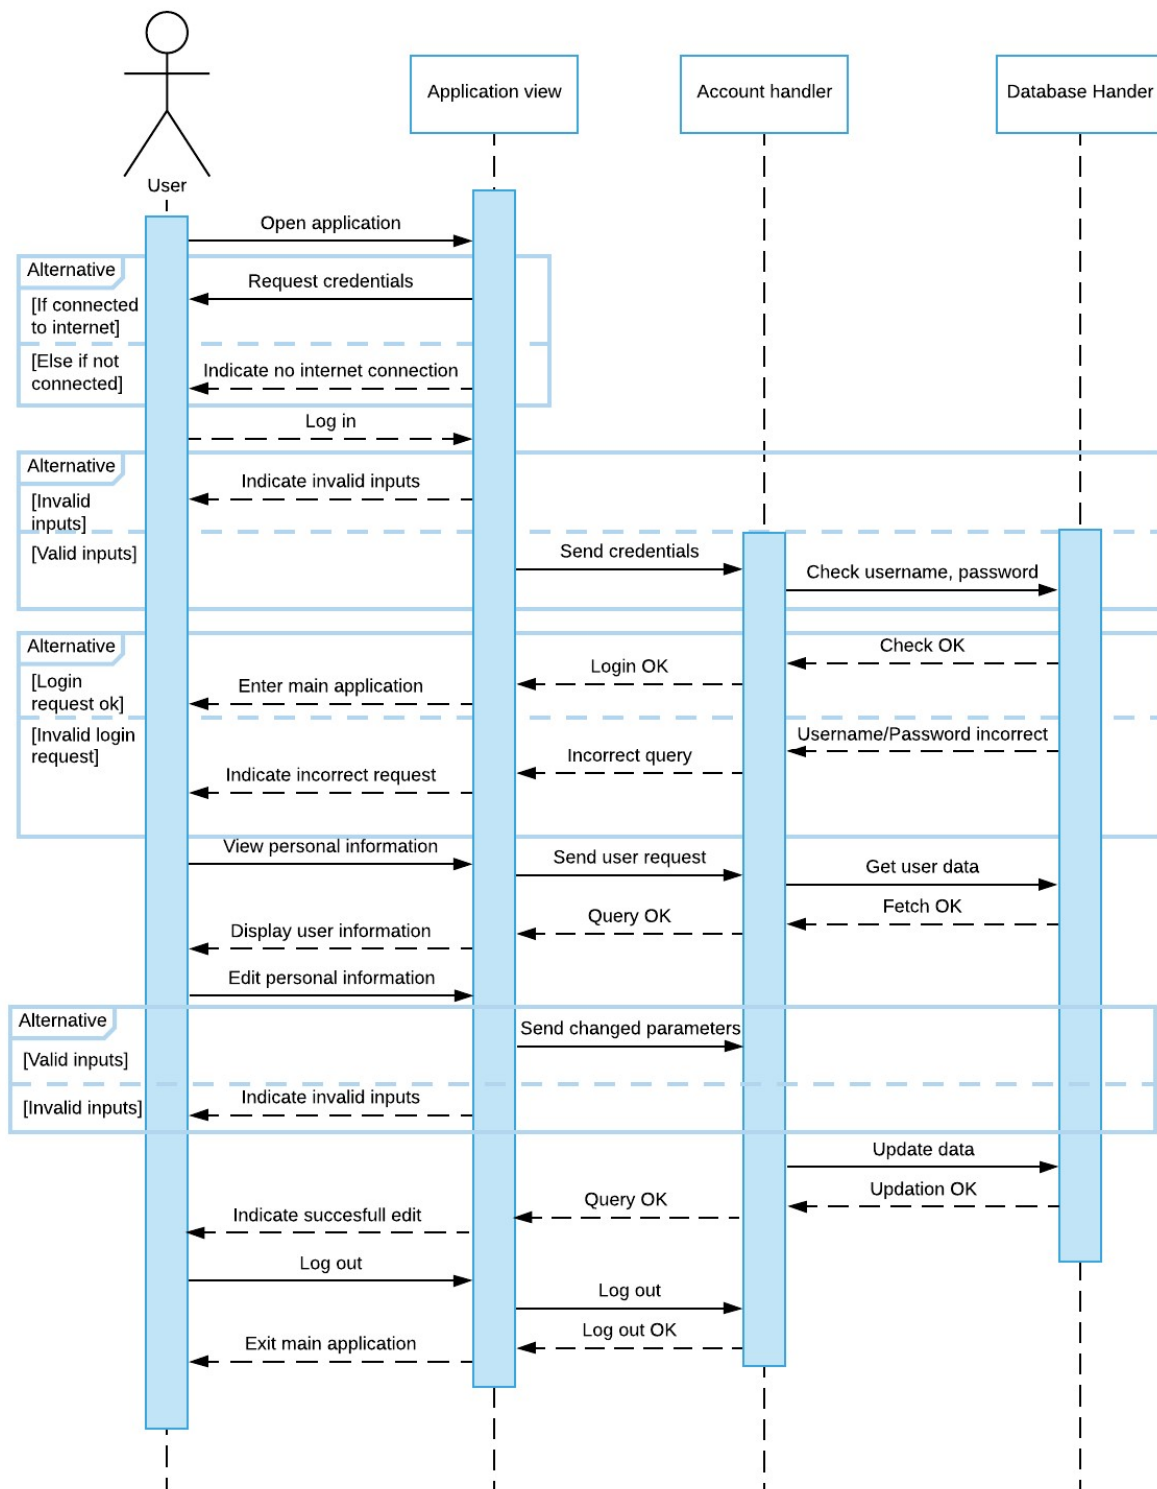 User
Application view
Account handler
Database Hander
Open application
Alternative
Request credentials
[If connected
to internet]
[Else if not
connected]
Indicate no internet connection
Log in
Alternative
Indicate invalid inputs
[Invalid
inputs]
[Valid inputs]
Send credentials
Check username, password
Alternative
Check OK
Login OK
Enter main application
[Login
request ok]
[Invalid login
request]
Username/Password incorrect
Incorrect query
Indicate incorrect request
View personal information
Send user request
Get user data
Fetch OK
Query OK
Display user information
Edit personal information
Alternative
Send changed parameters
[Valid inputs]
Indicate invalid inputs
[Invalid inputs]
Update data
Updation OK
Query OK
Indicate succesfull edit
Log out
Log out
Log out OK
Exit main application